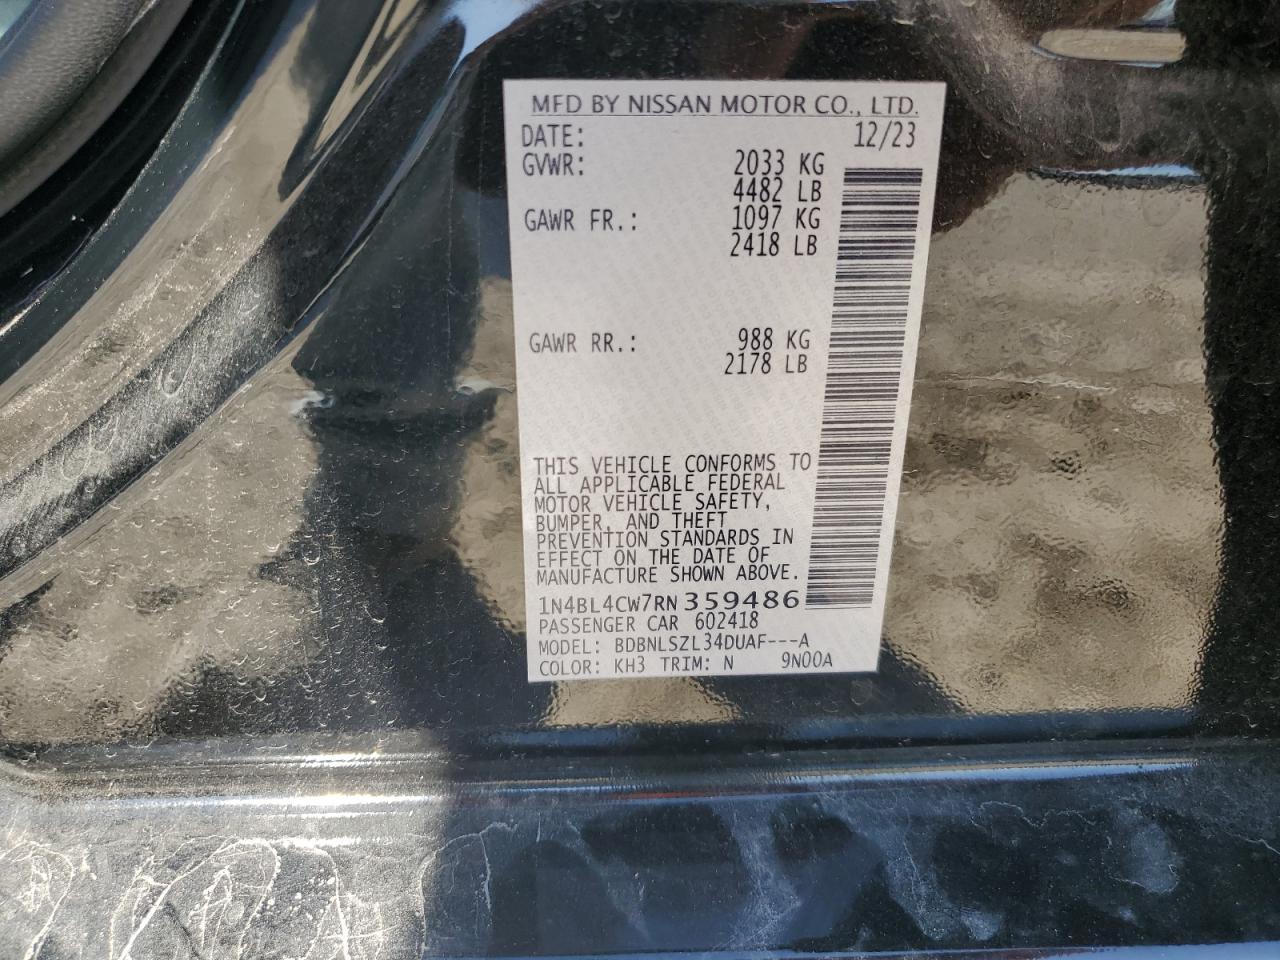 MFD BY NISSAN MOTOR CO., LTD.
DATE: 12/23
GVWR: 2033 KG
4482 LB
GAWR FR.: 1097 KG
2418 LB
GAWR RR.: 988 KG
2178 LB
THIS VEHICLE CONFORMS TO
ALL APPLICABLE FEDERAL
MOTOR VEHICLE SAFETY,
BUMPER, AND THEFT
PREVENTION STANDARDS IN
EFFECT ON THE DATE OF
MANUFACTURE SHOWN ABOVE.
1N4BL4CW7RN359486
PASSENGER CAR 602418
MODEL: BDBNLSZL34DUAF---A
COLOR: KH3 TRIM: N 9N00A